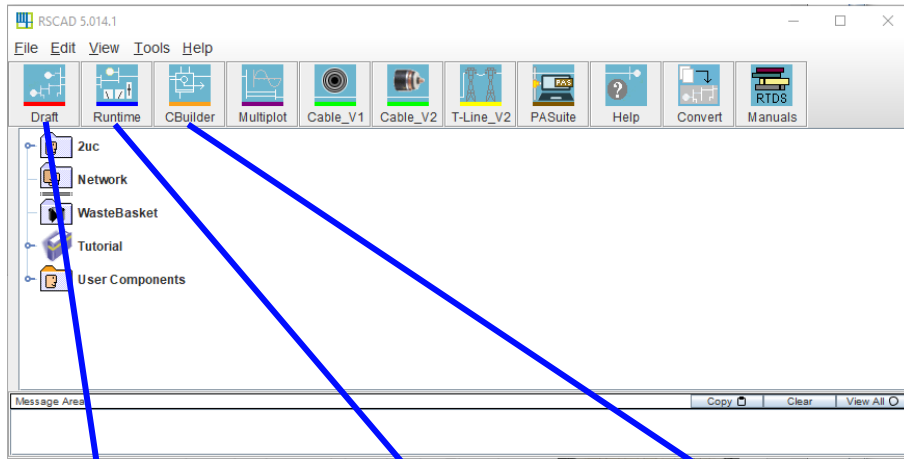 RSCAD 5.014.1
File Edit View Tools Help
PAS
RTDS
Draft Runtime CBuilder Multiplot Cable_V1 Cable_V2 T-Line_V2 PASuite Help Convert Manuals
2uc
Network
WasteBasket
Tutorial
User Components
Message Area Copy Clear View All